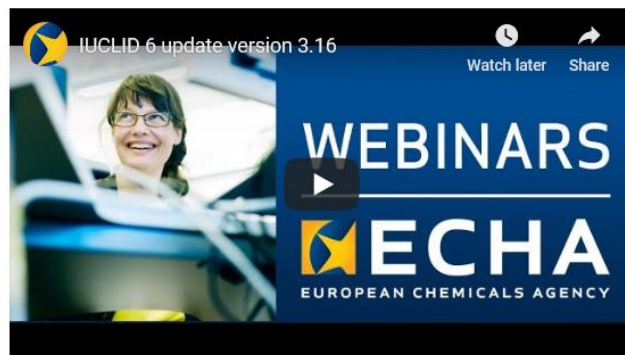 IUCLID 6 update version 3.16
Watch later
Share
WEBINARS
ECHA
EUROPEAN CHEMICALS AGENCY